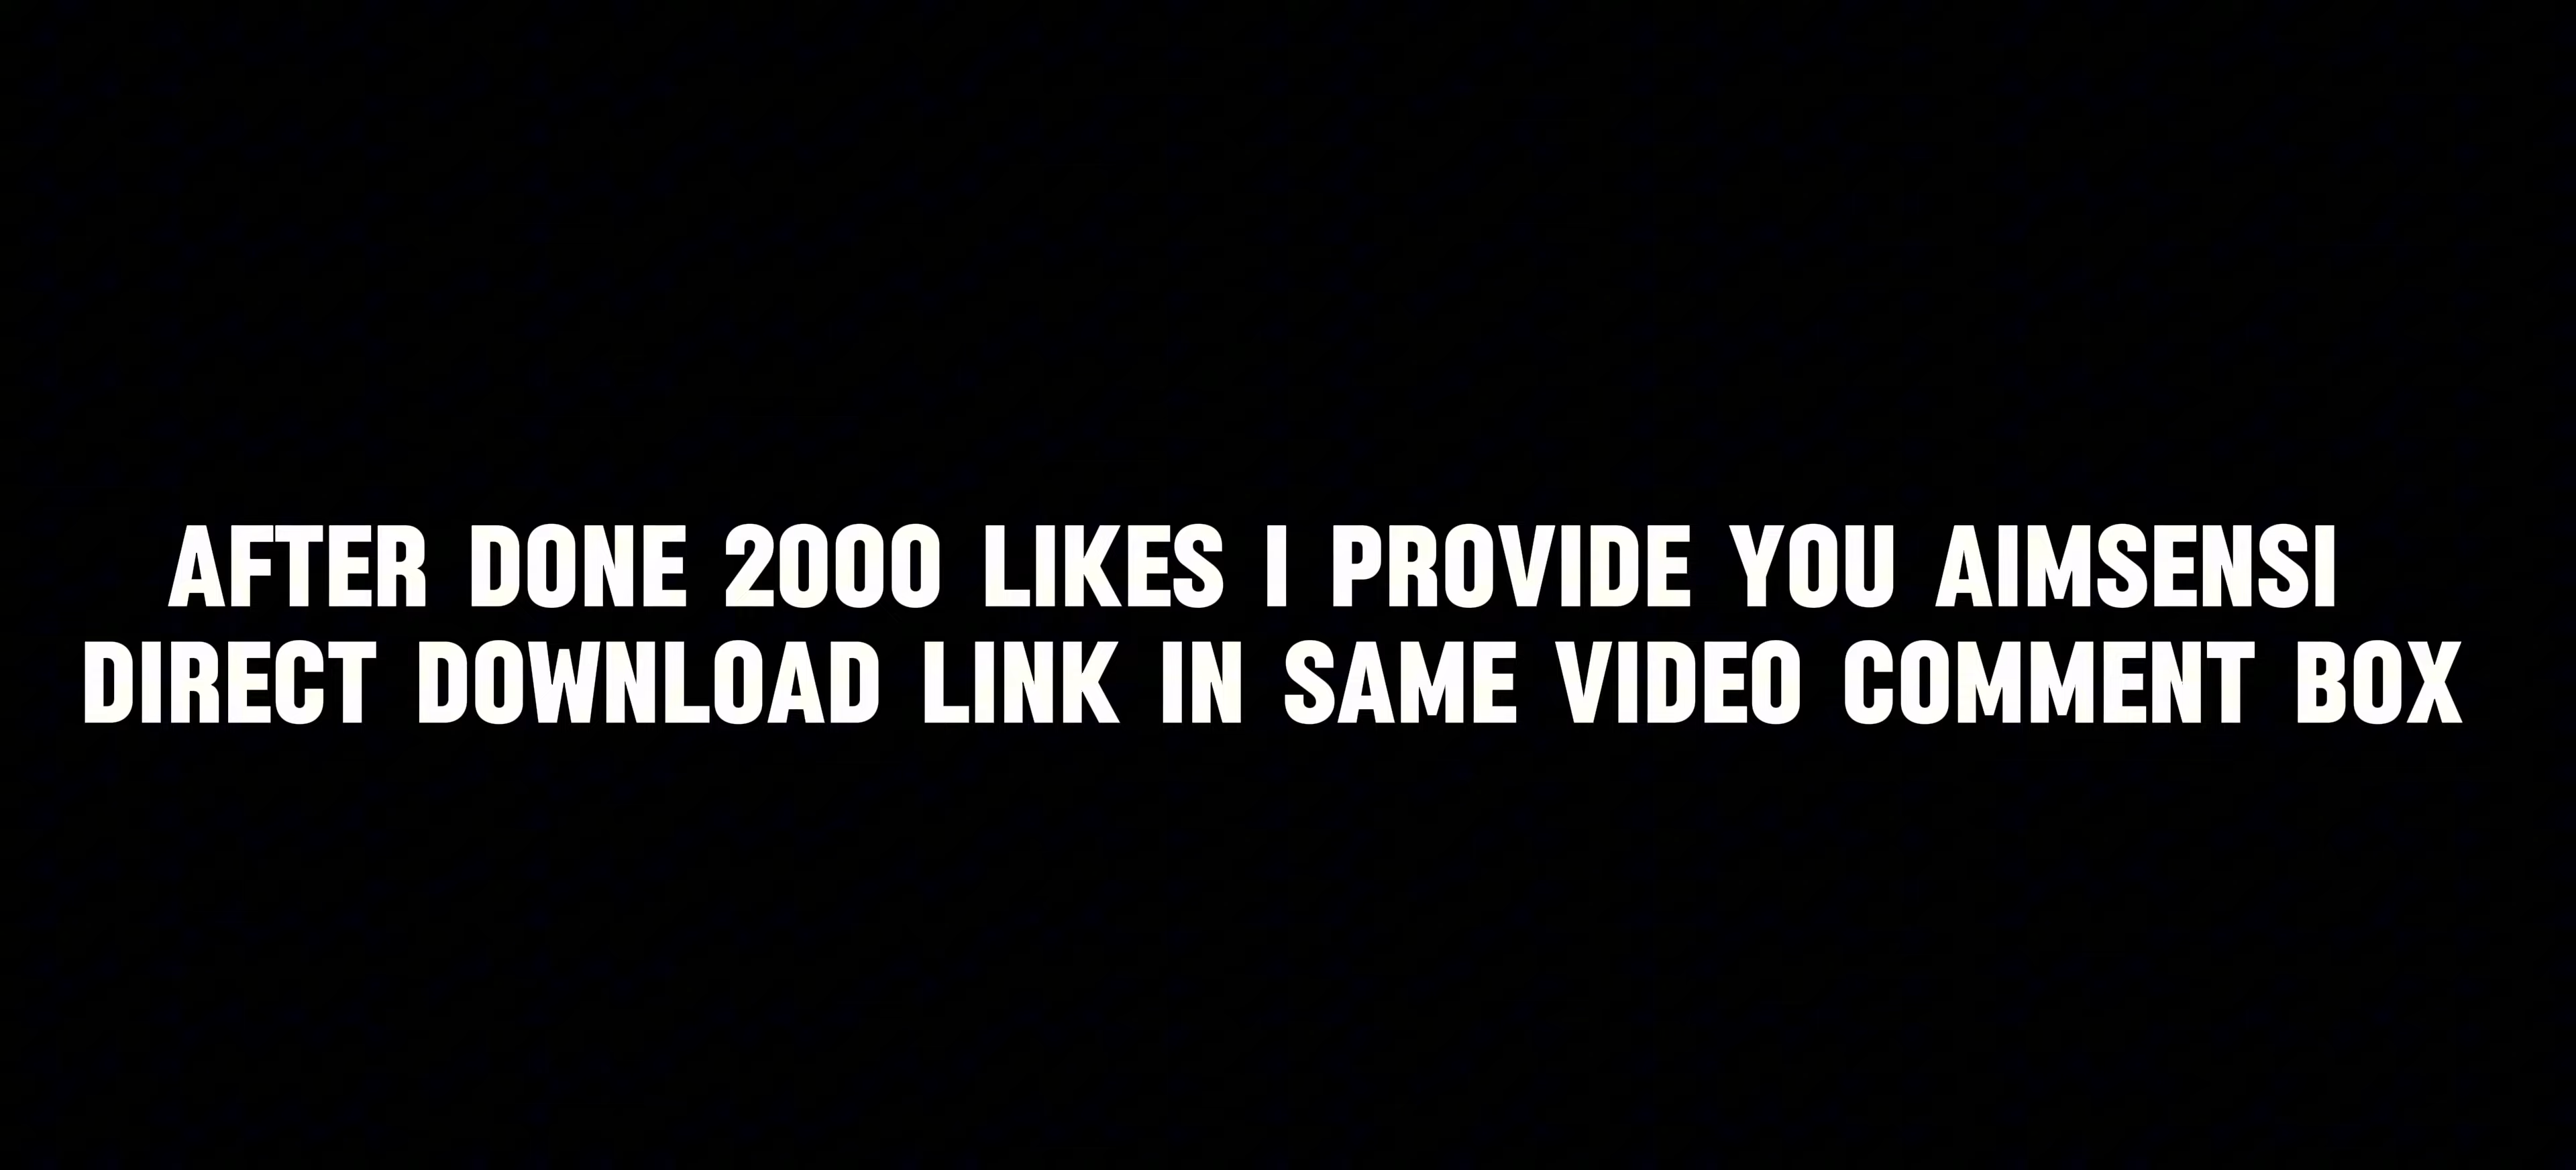 AFTER DONE 2000 LIKES I PROVIDE YOU AIMSENSI
DIRECT DOWNLOAD LINK IN SAME VIDEO COMMENT BOX